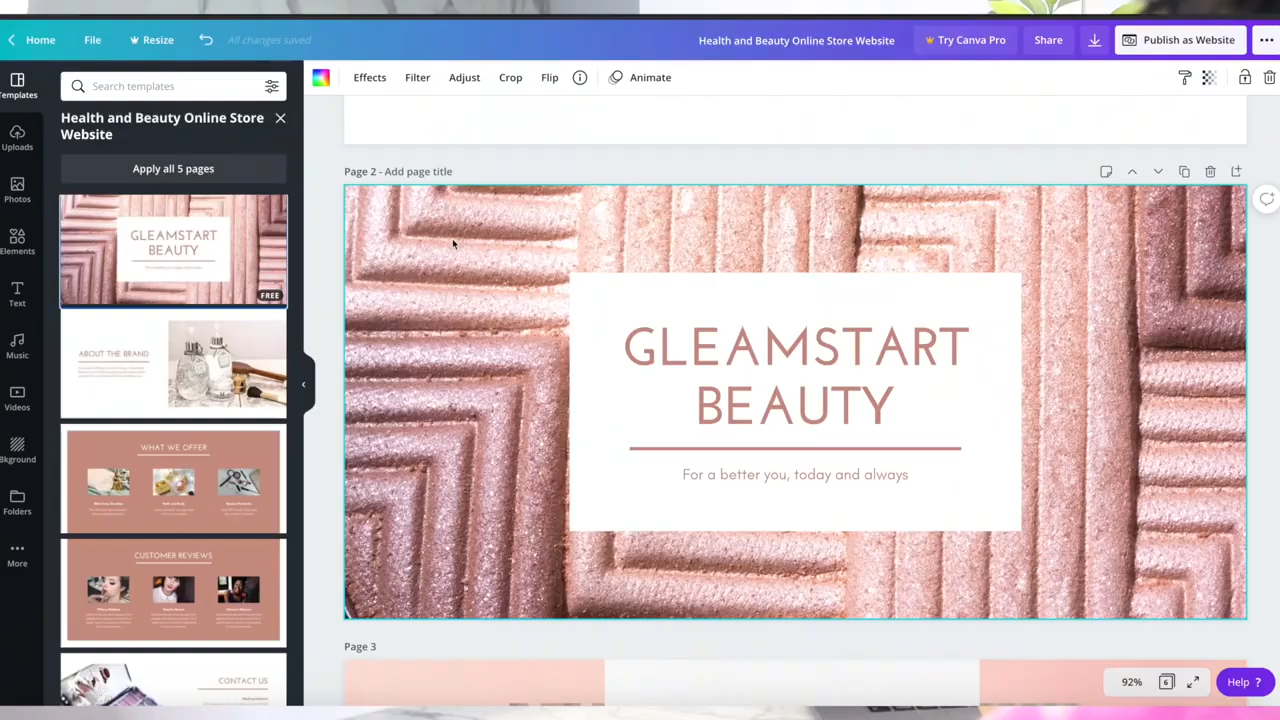 Home
File
Resize
All changes saved
Health and Beauty Online Store Website
Try Canva Pro
Share
Publish as Website
Templates
Uploads
Photos
Elements
Text
Music
Videos
Bkground
Folders
More
Search templates
Health and Beauty Online Store
Website
Apply all 5 pages
GLEAMSTART
BEAUTY
FREE
ABOUT THE BRAND
WHAT WE OFFER
CUSTOMER REVIEWS
CONTACT US
Effects
Filter
Adjust
Crop
Flip
Animate
Page 2 - Add page title
GLEAMSTART
BEAUTY
For a better you, today and always
Page 3
92%
6
Help ?